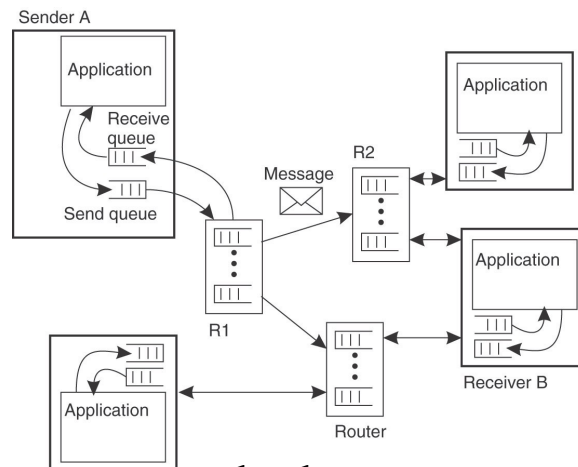 Sender A
Application
Receive
queue
Send queue
Message
R2
Application
R1
Application
Receiver B
Application
Router